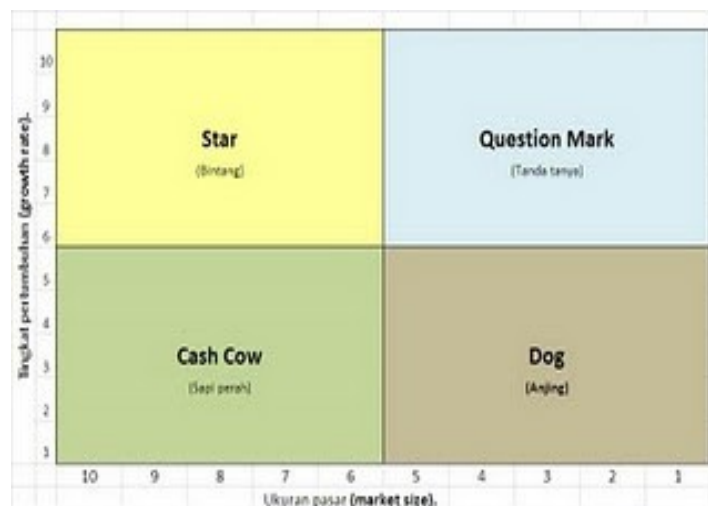 Tingkat pertumbuhan (growth rate).
10
9
8
7
6
5
4
3
2
1
Star
(Bintang)
Question Mark
(Tanda tanya)
Cash Cow
(Sapi perah)
Dog
(Anjing)
10 9 8 7 6 5 4 3 2 1
Ukuran pasar (market size).